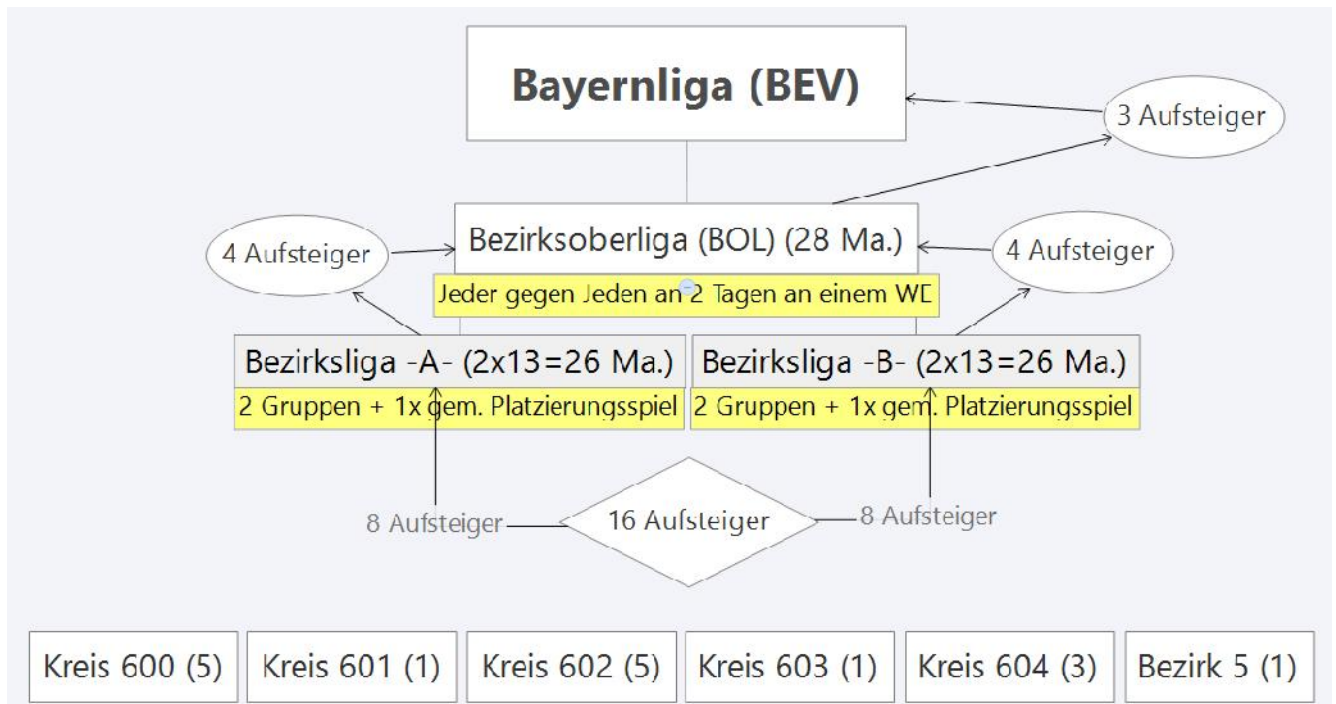 Bayernliga (BEV)
3 Aufsteiger
4 Aufsteiger
Bezirksoberliga (BOL) (28 Ma.)
4 Aufsteiger
Jeder gegen Jeden an 2 Tagen an einem WE
Bezirksliga -A- (2x13=26 Ma.)
Bezirksliga -B- (2x13=26 Ma.)
2 Gruppen + 1x gem. Platzierungsspiel
2 Gruppen + 1x gem. Platzierungsspiel
8 Aufsteiger
16 Aufsteiger
8 Aufsteiger
Kreis 600 (5)
Kreis 601 (1)
Kreis 602 (5)
Kreis 603 (1)
Kreis 604 (3)
Bezirk 5 (1)